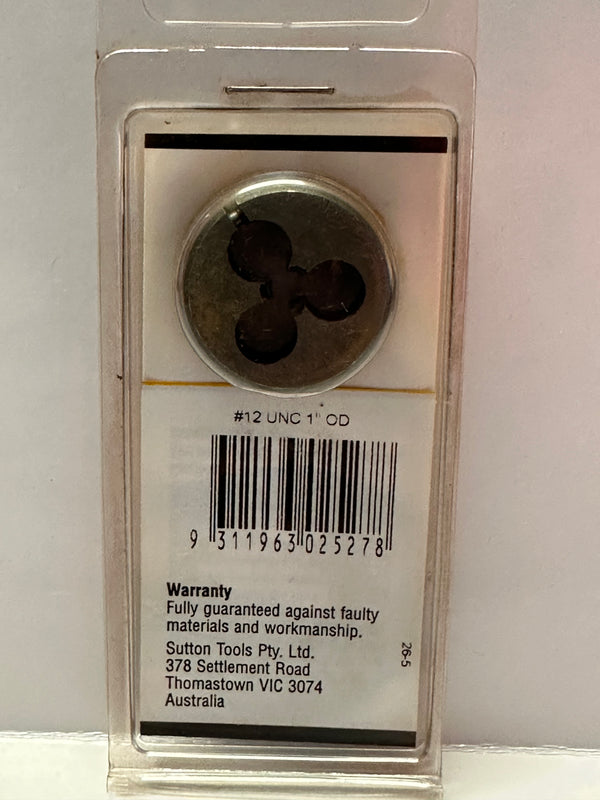 #12 UNC 1" OD
9 311963 025278
Warranty
Fully guaranteed against faulty
materials and workmanship.
Sutton Tools Pty. Ltd.
378 Settlement Road
Thomastown VIC 3074
Australia
26-5